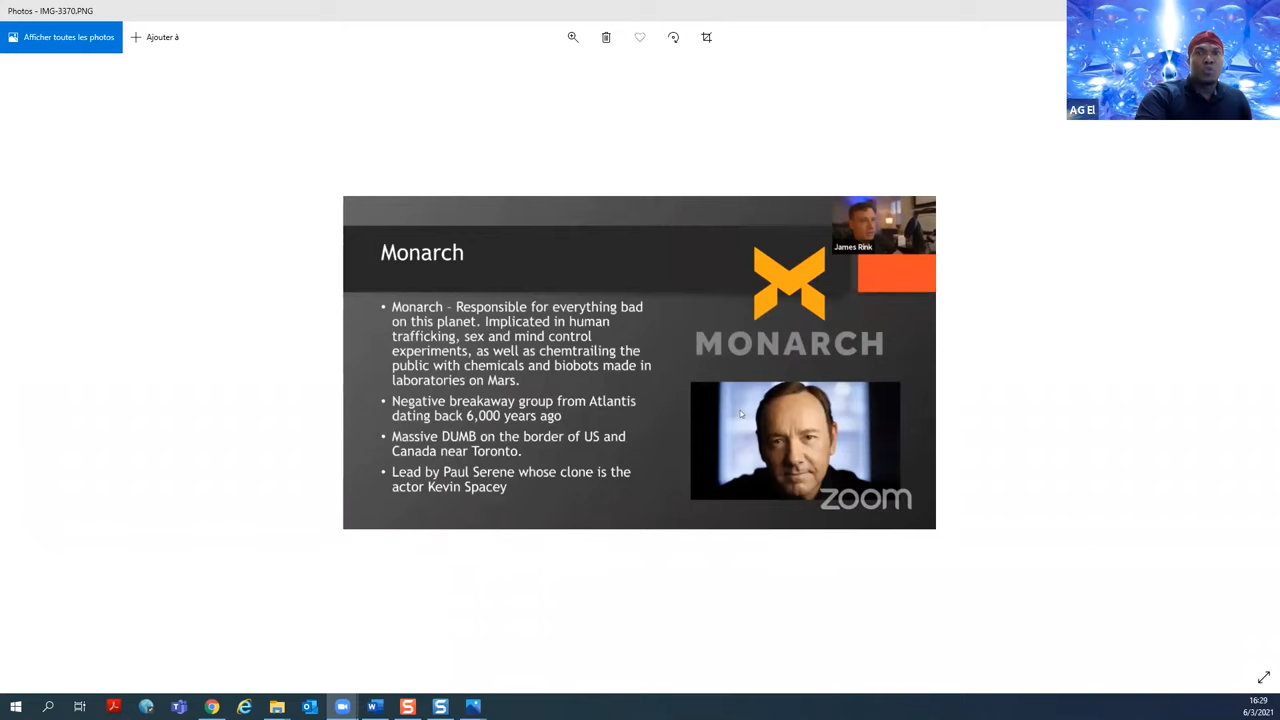 Photos - IMG-3370.PNG
Afficher toutes les photos
Ajouter à
AG El
James Rink
Monarch
MONARCH
• Monarch - Responsible for everything bad
on this planet. Implicated in human
trafficking, sex and mind control
experiments, as well as chemtrailing the
public with chemicals and biobots made in
laboratories on Mars.
• Negative breakaway group from Atlantis
dating back 6,000 years ago
• Massive DUMB on the border of US and
Canada near Toronto.
• Lead by Paul Serene whose clone is the
actor Kevin Spacey
zoom
16:29
6/3/2021